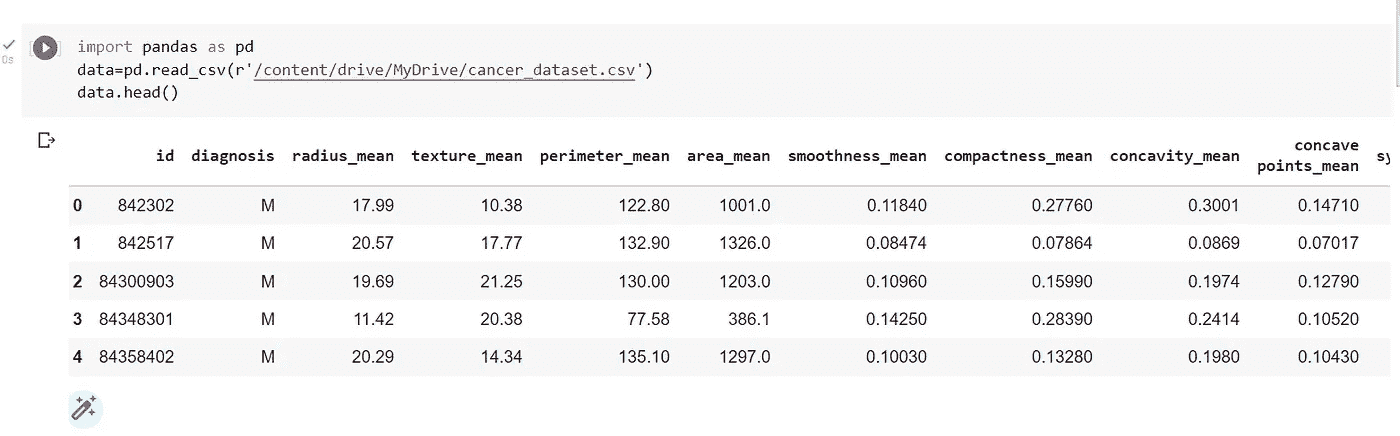 import pandas as pd
0s
data=pd.read_csv(r'/content/drive/MyDrive/cancer_dataset.csv')
data.head()
id diagnosis radius_mean texture_mean perimeter_mean area_mean smoothness_mean compactness_mean concavity_mean concave points_mean sy
0 842302 M 17.99 10.38 122.80 1001.0 0.11840 0.27760 0.3001 0.14710
1 842517 M 20.57 17.77 132.90 1326.0 0.08474 0.07864 0.0869 0.07017
2 84300903 M 19.69 21.25 130.00 1203.0 0.10960 0.15990 0.1974 0.12790
3 84348301 M 11.42 20.38 77.58 386.1 0.14250 0.28390 0.2414 0.10520
4 84358402 M 20.29 14.34 135.10 1297.0 0.10030 0.13280 0.1980 0.10430